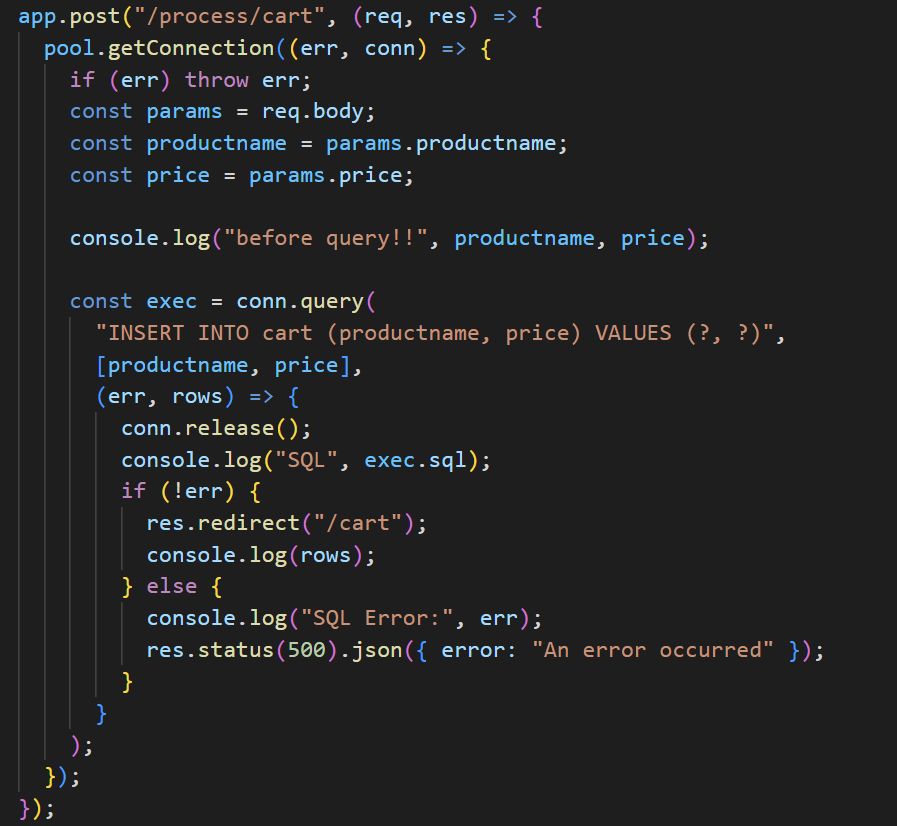 app.post("/process/cart", (req, res) => {
  pool.getConnection((err, conn) => {
    if (err) throw err;
    const params = req.body;
    const productname = params.productname;
    const price = params.price;

    console.log("before query!!", productname, price);

    const exec = conn.query(
      "INSERT INTO cart (productname, price) VALUES (?, ?)",
      [productname, price],
      (err, rows) => {
        conn.release();
        console.log("SQL", exec.sql);
        if (!err) {
          res.redirect("/cart");
          console.log(rows);
        } else {
          console.log("SQL Error:", err);
          res.status(500).json({ error: "An error occurred" });
        }
      }
    );
  });
});